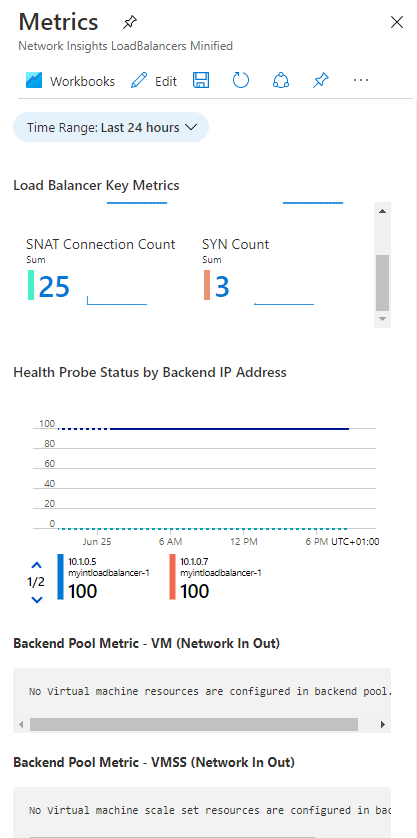 Metrics
Network Insights LoadBalancers Minified
Workbooks Edit ...
Time Range: Last 24 hours
Load Balancer Key Metrics
SNAT Connection Count SYN Count
Sum Sum
25 3
Health Probe Status by Backend IP Address
100
80
60
40
20
0
Jun 25 6 AM 12 PM 6 PM UTC+01:00
10.1.0.5 10.1.0.7
myintloadbalancer-1 myintloadbalancer-1
1/2 100 100
Backend Pool Metric - VM (Network In Out)
No Virtual machine resources are configured in backend pool.
Backend Pool Metric - VMSS (Network In Out)
No Virtual machine scale set resources are configured in bac